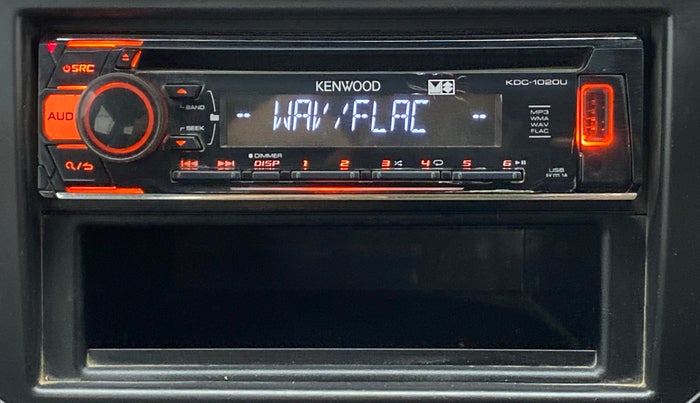 SRC
KENWOOD
KDC-1020U
AUD
BAND
SEEK
-- WAV/FLAC --
MP3
WMA
WAV
FLAC
DIMMER
DISP
1 2 3 4 5 6
USB